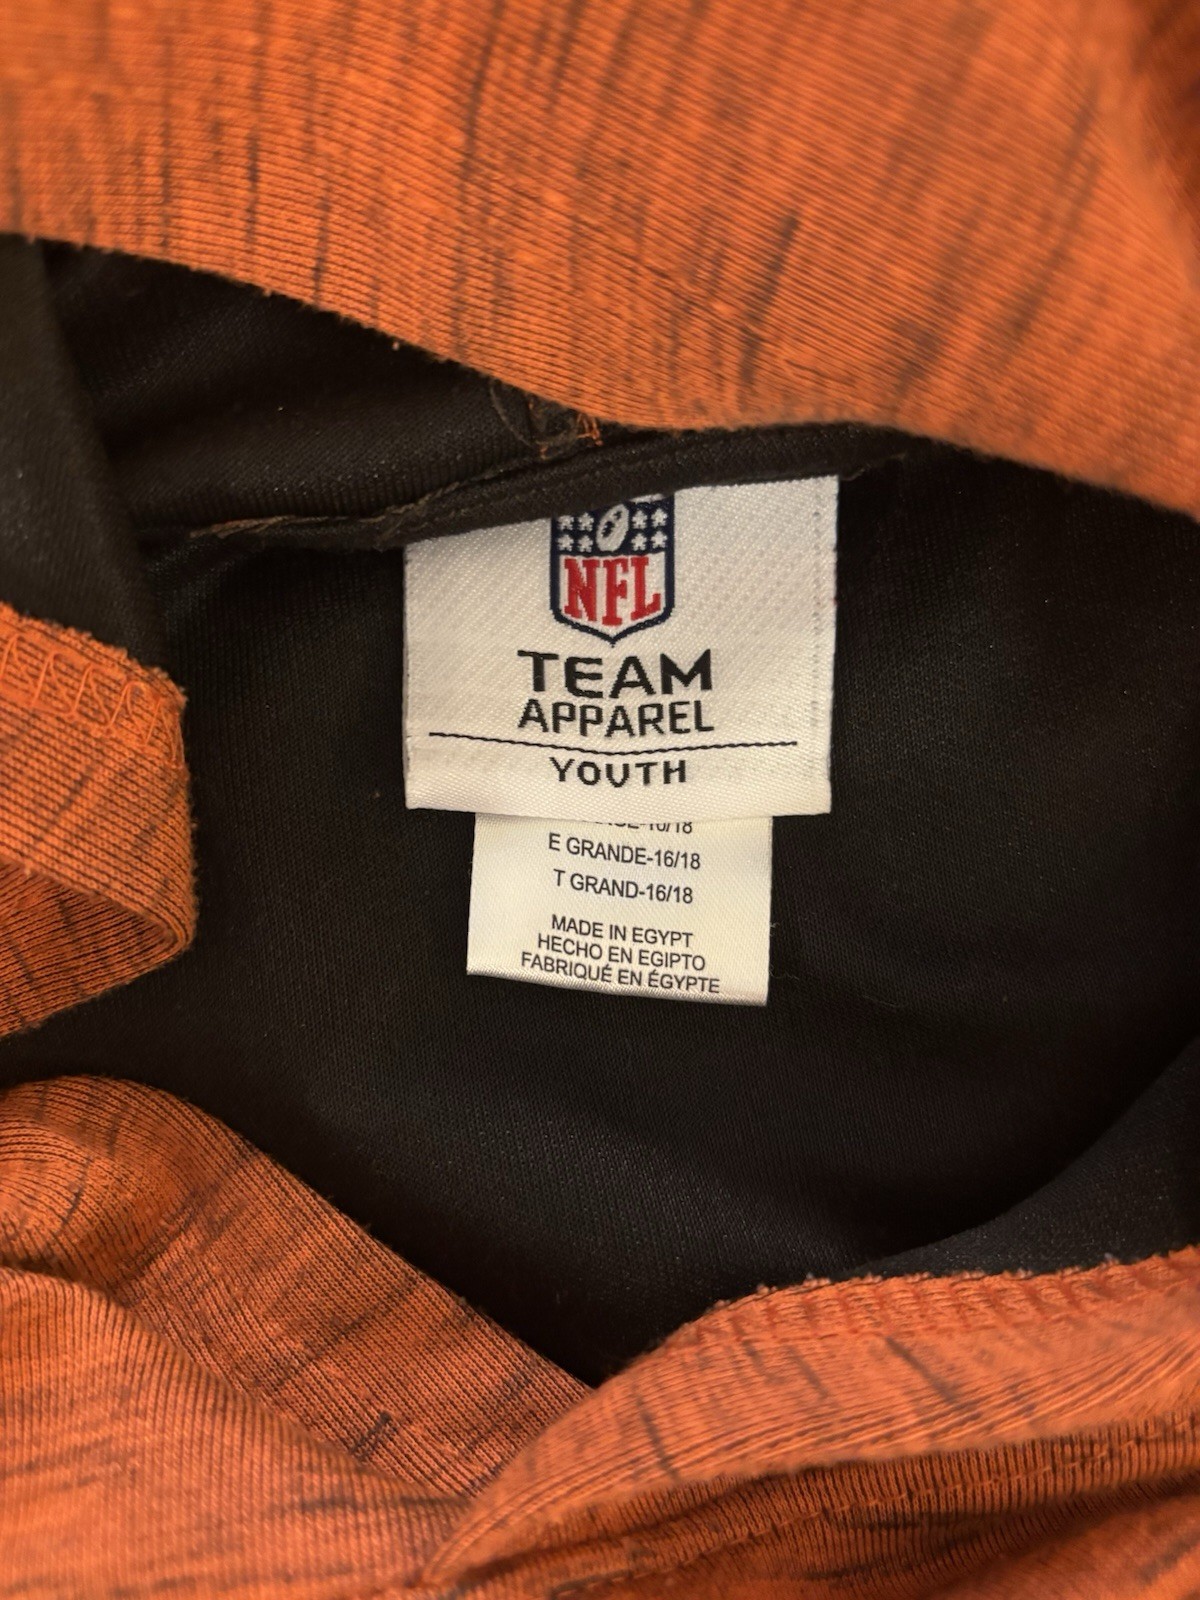 NFL
TEAM
APPAREL
YOUTH
E GRANDE-16/18
T GRAND-16/18
MADE IN EGYPT
HECHO EN EGIPTO
FABRIQUÉ EN ÉGYPTE